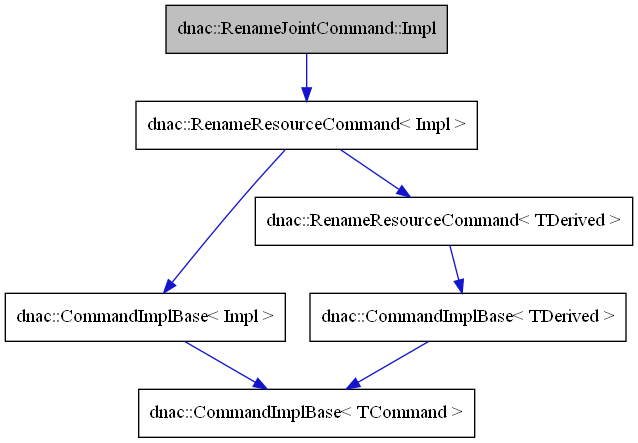 dnac::RenameJointCommand::Impl
dnac::RenameResourceCommand< Impl >
dnac::RenameResourceCommand< TDerived >
dnac::CommandImplBase< Impl >
dnac::CommandImplBase< TDerived >
dnac::CommandImplBase< TCommand >